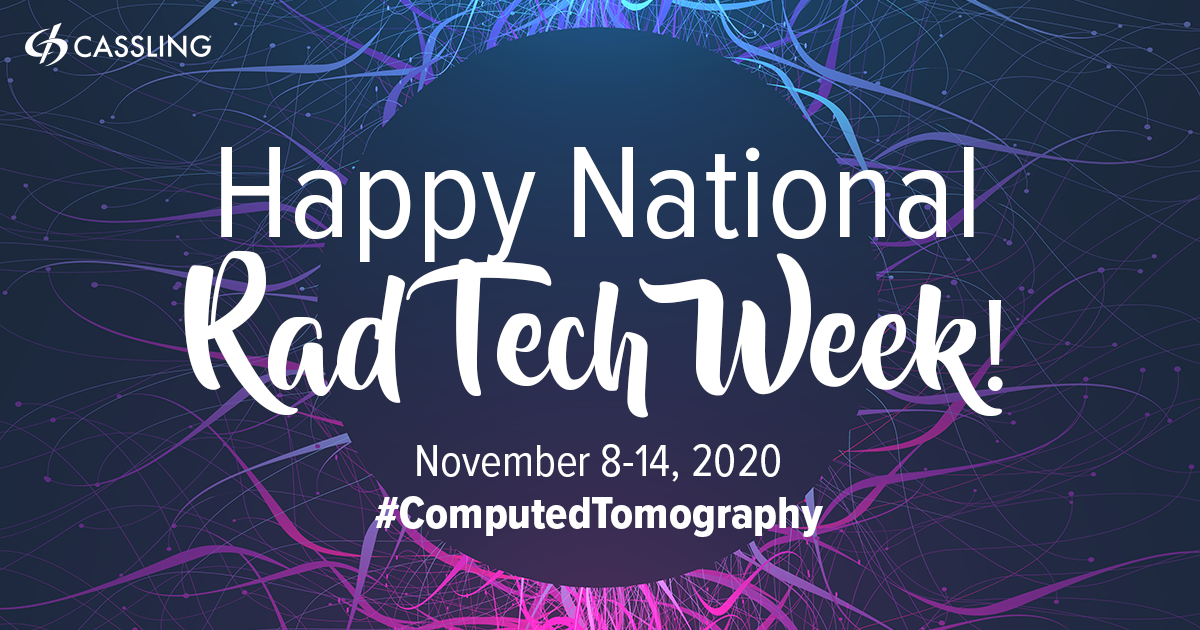 CASSLING
Happy National
Rad Tech Week!
November 8-14, 2020
#ComputedTomography